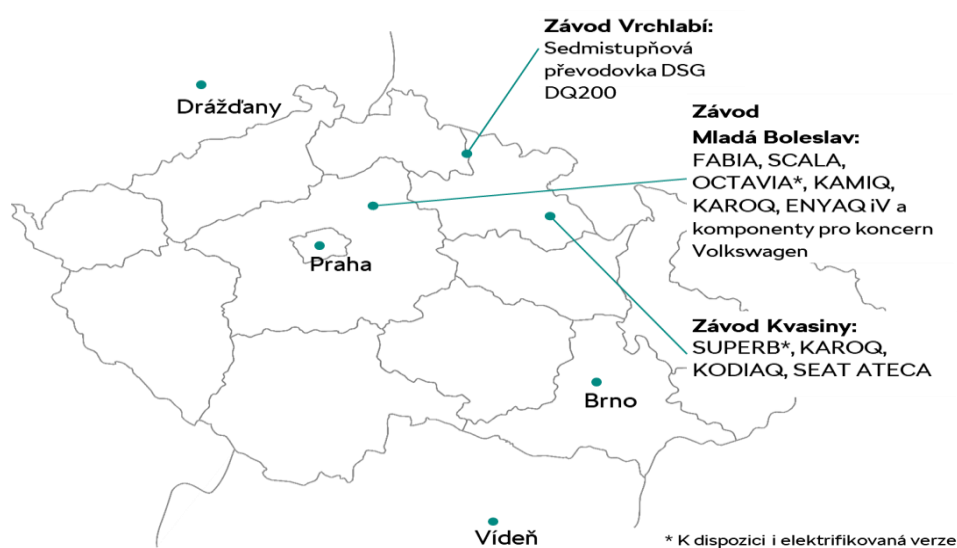 Závod Vrchlabí:
Sedmistupňová
převodovka DSG
DQ200
Drážďany
Závod
Mladá Boleslav:
FABIA, SCALA,
OCTAVIA*, KAMIQ,
KAROQ, ENYAQ iV a
komponenty pro koncern
Volkswagen
Praha
Závod Kvasiny:
SUPERB*, KAROQ,
KODIAQ, SEAT ATECA
Brno
Vídeň
* K dispozici i elektrifikovaná verze